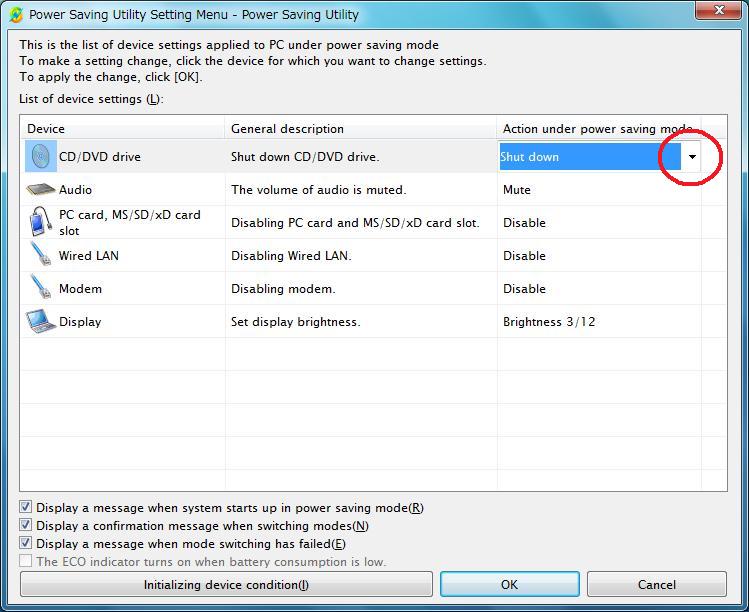 Power Saving Utility Setting Menu - Power Saving Utility
This is the list of device settings applied to PC under power saving mode
To make a setting change, click the device for which you want to change settings.
To apply the change, click [OK].
List of device settings (L):
Device General description Action under power saving mode
CD/DVD drive Shut down CD/DVD drive. Shut down
Audio The volume of audio is muted. Mute
PC card, MS/SD/xD card
slot Disabling PC card and MS/SD/xD card slot. Disable
Wired LAN Disabling Wired LAN. Disable
Modem Disabling modem. Disable
Display Set display brightness. Brightness 3/12
Display a message when system starts up in power saving mode(R)
Display a confirmation message when switching modes(N)
Display a message when mode switching has failed(E)
The ECO indicator turns on when battery consumption is low.
Initializing device condition(I) OK Cancel